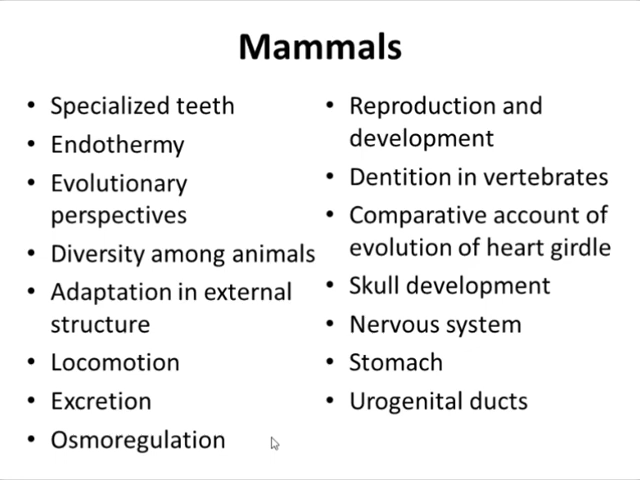 Mammals
• Specialized teeth
• Endothermy
• Evolutionary
perspectives
• Diversity among animals
• Adaptation in external
structure
• Locomotion
• Excretion
• Osmoregulation
• Reproduction and
development
• Dentition in vertebrates
• Comparative account of
evolution of heart girdle
• Skull development
• Nervous system
• Stomach
• Urogenital ducts